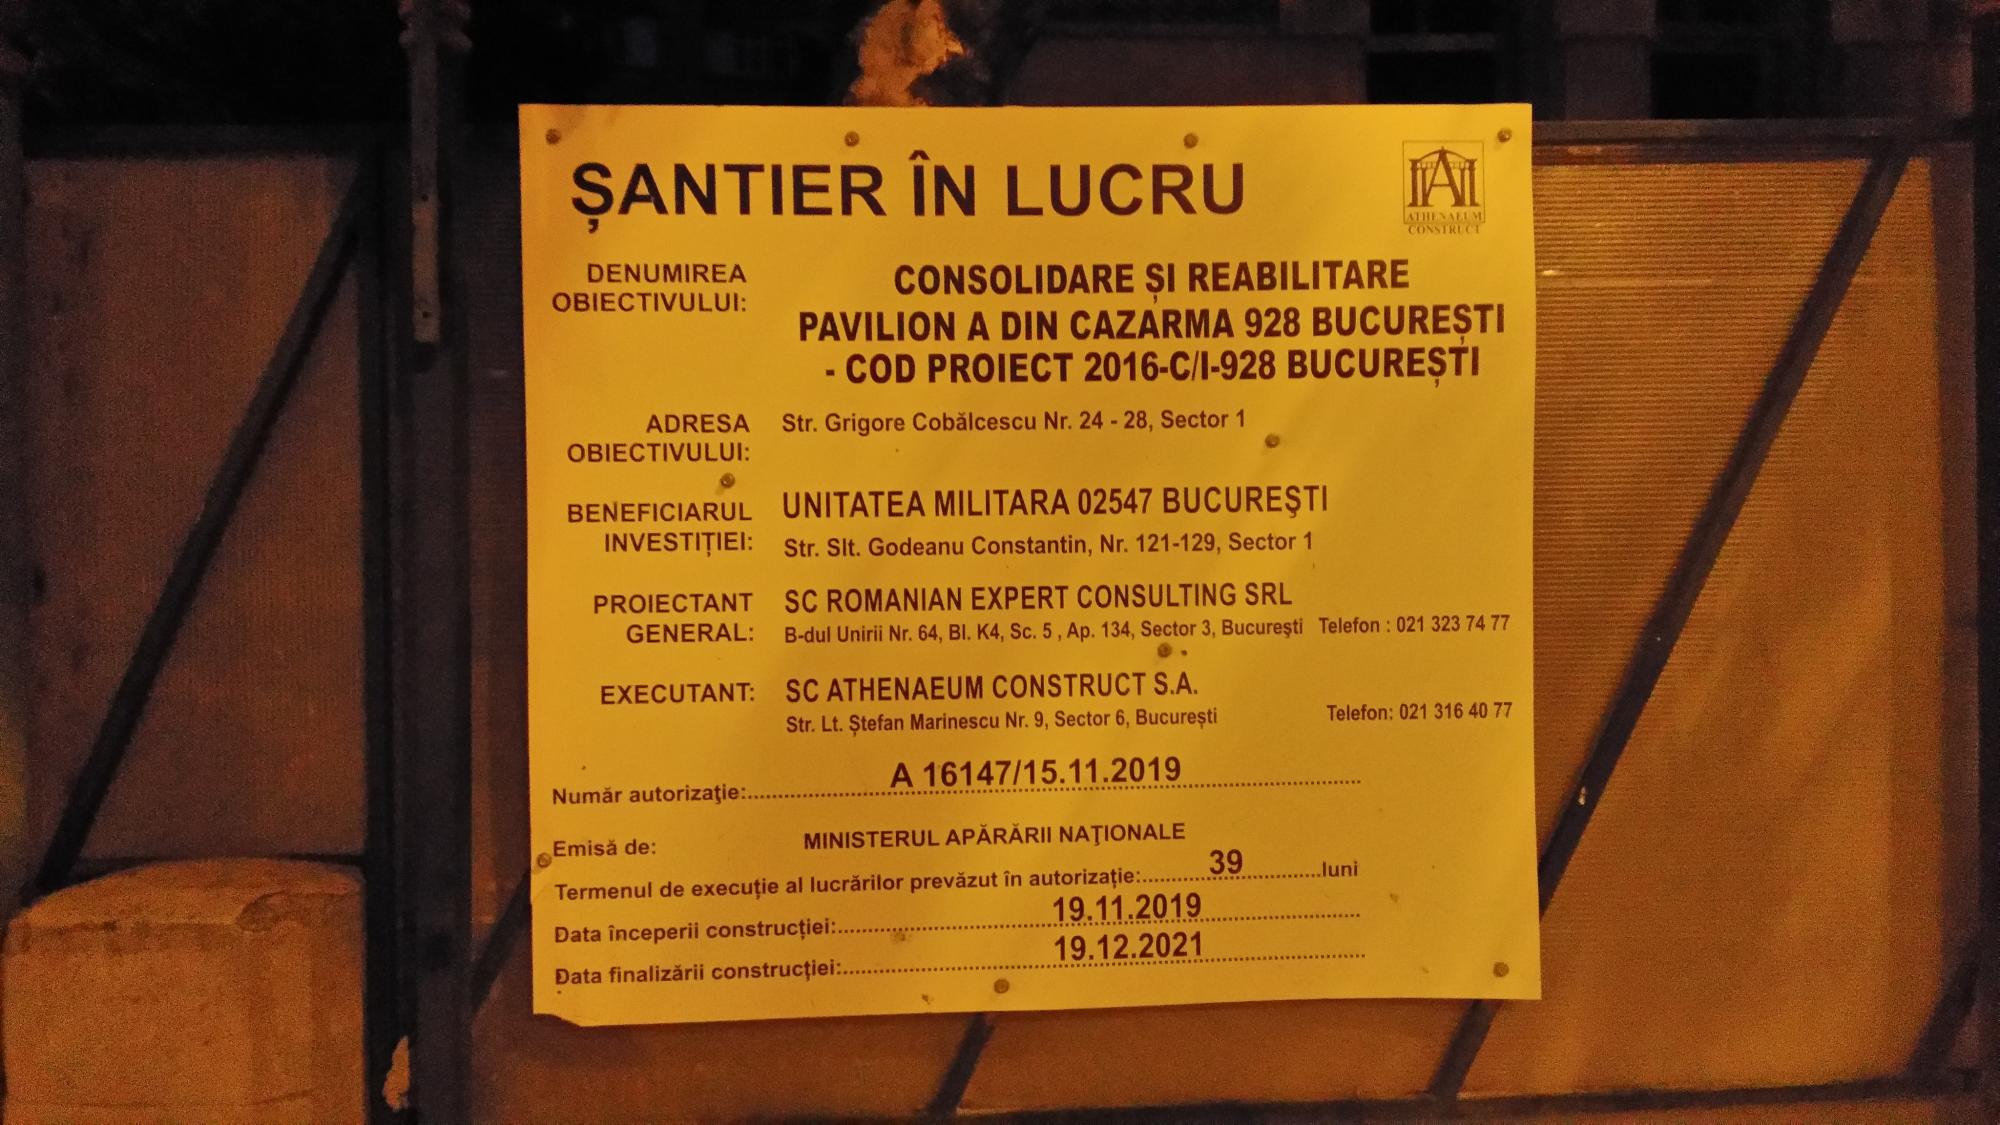 ȘANTIER ÎN LUCRU
ATHENAEUM
CONSTRUCT
DENUMIREA
OBIECTIVULUI:
CONSOLIDARE ȘI REABILITARE
PAVILION A DIN CAZARMA 928 BUCUREȘTI
- COD PROIECT 2016-C/I-928 BUCUREȘTI
ADRESA
OBIECTIVULUI:
Str. Grigore Cobălcescu Nr. 24 - 28, Sector 1
BENEFICIARUL
INVESTIȚIEI:
UNITATEA MILITARA 02547 BUCUREŞTI
Str. Slt. Godeanu Constantin, Nr. 121-129, Sector 1
PROIECTANT
GENERAL:
SC ROMANIAN EXPERT CONSULTING SRL
B-dul Unirii Nr. 64, Bl. K4, Sc. 5 , Ap. 134, Sector 3, Bucureşti Telefon : 021 323 74 77
EXECUTANT:
SC ATHENAEUM CONSTRUCT S.A.
Str. Lt. Ștefan Marinescu Nr. 9, Sector 6, București Telefon: 021 316 40 77
Număr autorizaţie: A 16147/15.11.2019
Emisă de: MINISTERUL APĂRĂRII NAŢIONALE
Termenul de execuție al lucrărilor prevăzut în autorizație: 39 luni
Data începerii construcției: 19.11.2019
Data finalizării construcției: 19.12.2021